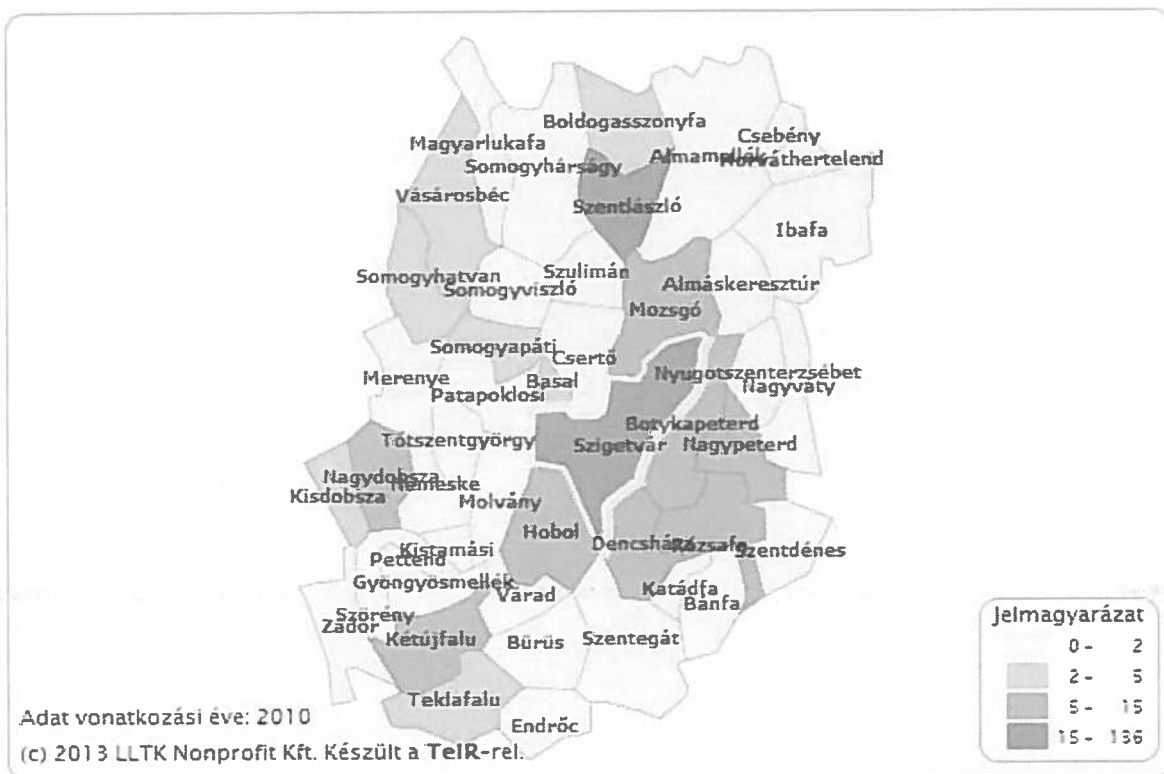 Boldogasszonyfa
Csebény
Magyarlukafa
Almamellék
Horváthertelend
Somogyhárságy
Vásárosbéc
Szentlászló
Ibafa
Somogyhatvan
Szulimán
Somogyviszló
Almáskeresztúr
Mozsgó
Somogyapáti
Csertő
Merenye
Basal
Nyugotszenterzsébet
Nagyváty
Patapoklosi
Botykapeterd
Tótszentgyörgy
Szigetvár
Nagypeterd
Nagydobsza
Nemeske
Kisdobsza
Molvány
Hobol
Dencsháza
Rózsafa
Szentdénes
Kistamási
Pettend
Gyöngyösmellék
Várad
Katádfa
Bánfa
Szörény
Zádor
Kétújfalu
Bürüs
Szentegát
Teklafalu
Endrőc
Jelmagyarázat
0 - 2
2 - 5
5 - 15
15 - 136
Adat vonatkozási éve: 2010
(c) 2013 LLTK Nonprofit Kft. Készült a TeIR-rel.